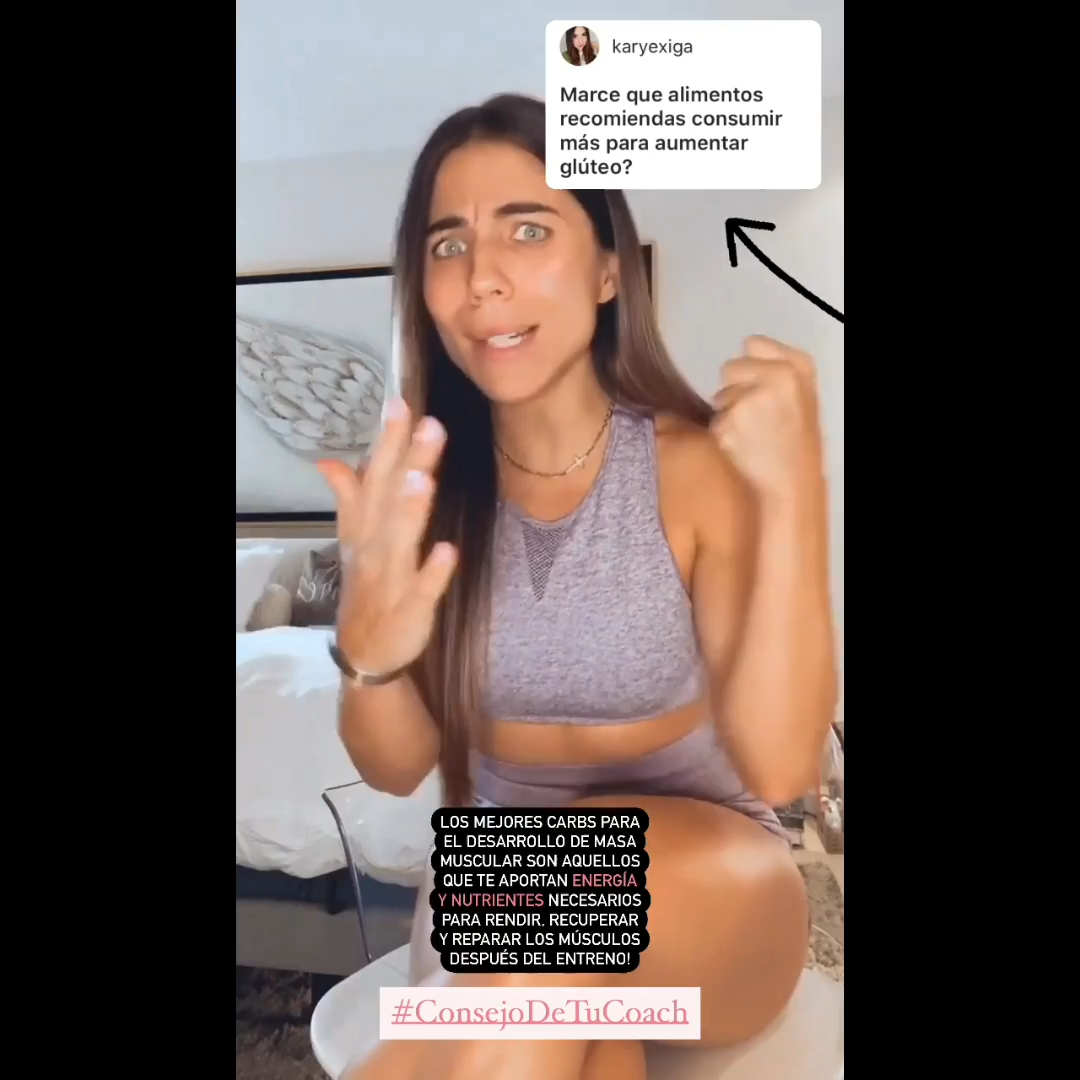 karyexiga
Marce que alimentos
recomiendas consumir
más para aumentar
glúteo?
LOS MEJORES CARBS PARA
EL DESARROLLO DE MASA
MUSCULAR SON AQUELLOS
QUE TE APORTAN ENERGÍA
Y NUTRIENTES NECESARIOS
PARA RENDIR, RECUPERAR
Y REPARAR LOS MÚSCULOS
DESPUÉS DEL ENTRENO!
#ConsejoDeTuCoach